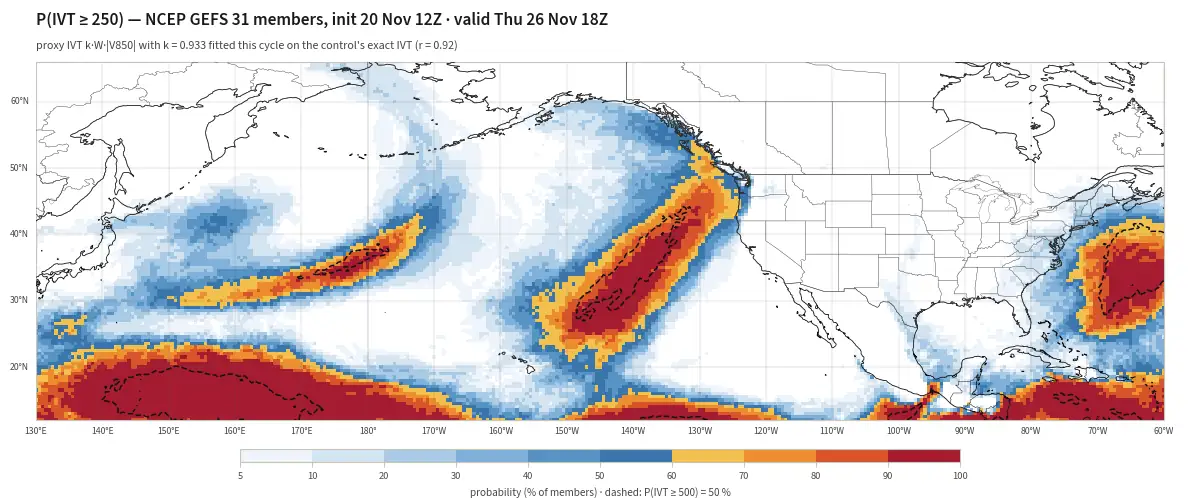 P(IVT ≥ 250) — NCEP GEFS 31 members, init 20 Nov 12Z · valid Thu 26 Nov 18Z
proxy IVT k·W·|V850| with k = 0.933 fitted this cycle on the control's exact IVT (r = 0.92)
60°N
50°N
40°N
30°N
20°N
130°E 140°E 150°E 160°E 170°E 180° 170°W 160°W 150°W 140°W 130°W 120°W 110°W 100°W 90°W 80°W 70°W 60°W
5 10 20 30 40 50 60 70 80 90 100
probability (% of members) · dashed: P(IVT ≥ 500) = 50 %